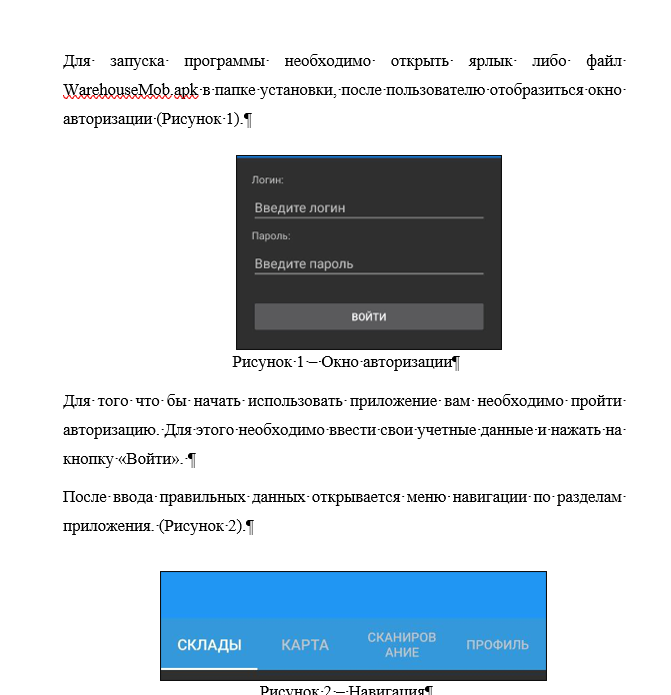 Для запуска программы необходимо открыть ярлык либо файл
WarehouseMob.apk в папке установки, после пользователю отобразиться окно
авторизации (Рисунок 1).¶
Логин:
Введите логин
Пароль:
Введите пароль
ВОЙТИ
Рисунок 1 – Окно авторизации¶
Для того что бы начать использовать приложение вам необходимо пройти
авторизацию. Для этого необходимо ввести свои учетные данные и нажать на
кнопку «Войти». ¶
После ввода правильных данных открывается меню навигации по разделам
приложения. (Рисунок 2).¶
СКЛАДЫ КАРТА СКАНИРОВ ПРОФИЛЬ
АНИЕ
Рисунок 2 – Навигация¶